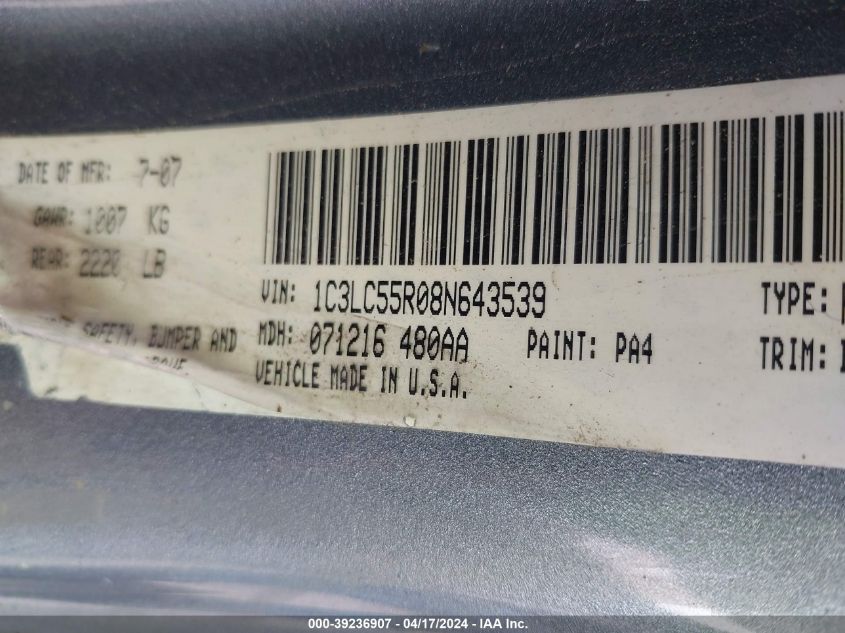 DATE OF MFR: 7-07
GAWR: 1007 KG
REAR: 2220 LB
SAFETY, BUMPER AND
VIN: 1C3LC55R08N643539 TYPE:
MDH: 071216 480AA PAINT: PA4 TRIM:
VEHICLE MADE IN U.S.A.
000-39236907 - 04/17/2024 - IAA Inc.